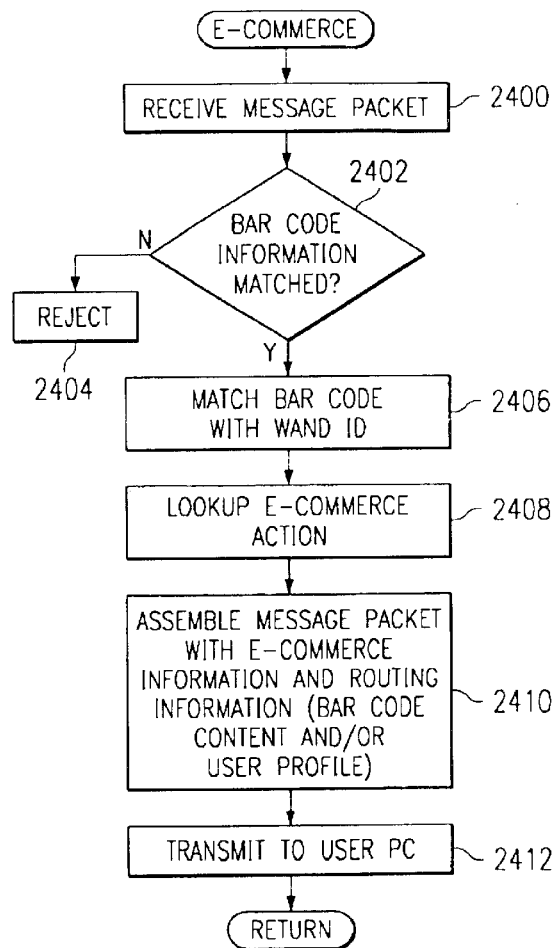 E-COMMERCE
RECEIVE MESSAGE PACKET
2400
2402
BAR CODE
INFORMATION
MATCHED?
N
REJECT
2404
Y
MATCH BAR CODE
WITH WAND ID
2406
LOOKUP E-COMMERCE
ACTION
2408
ASSEMBLE MESSAGE PACKET
WITH E-COMMERCE
INFORMATION AND ROUTING
INFORMATION (BAR CODE
CONTENT AND/OR
USER PROFILE)
2410
TRANSMIT TO USER PC
2412
RETURN